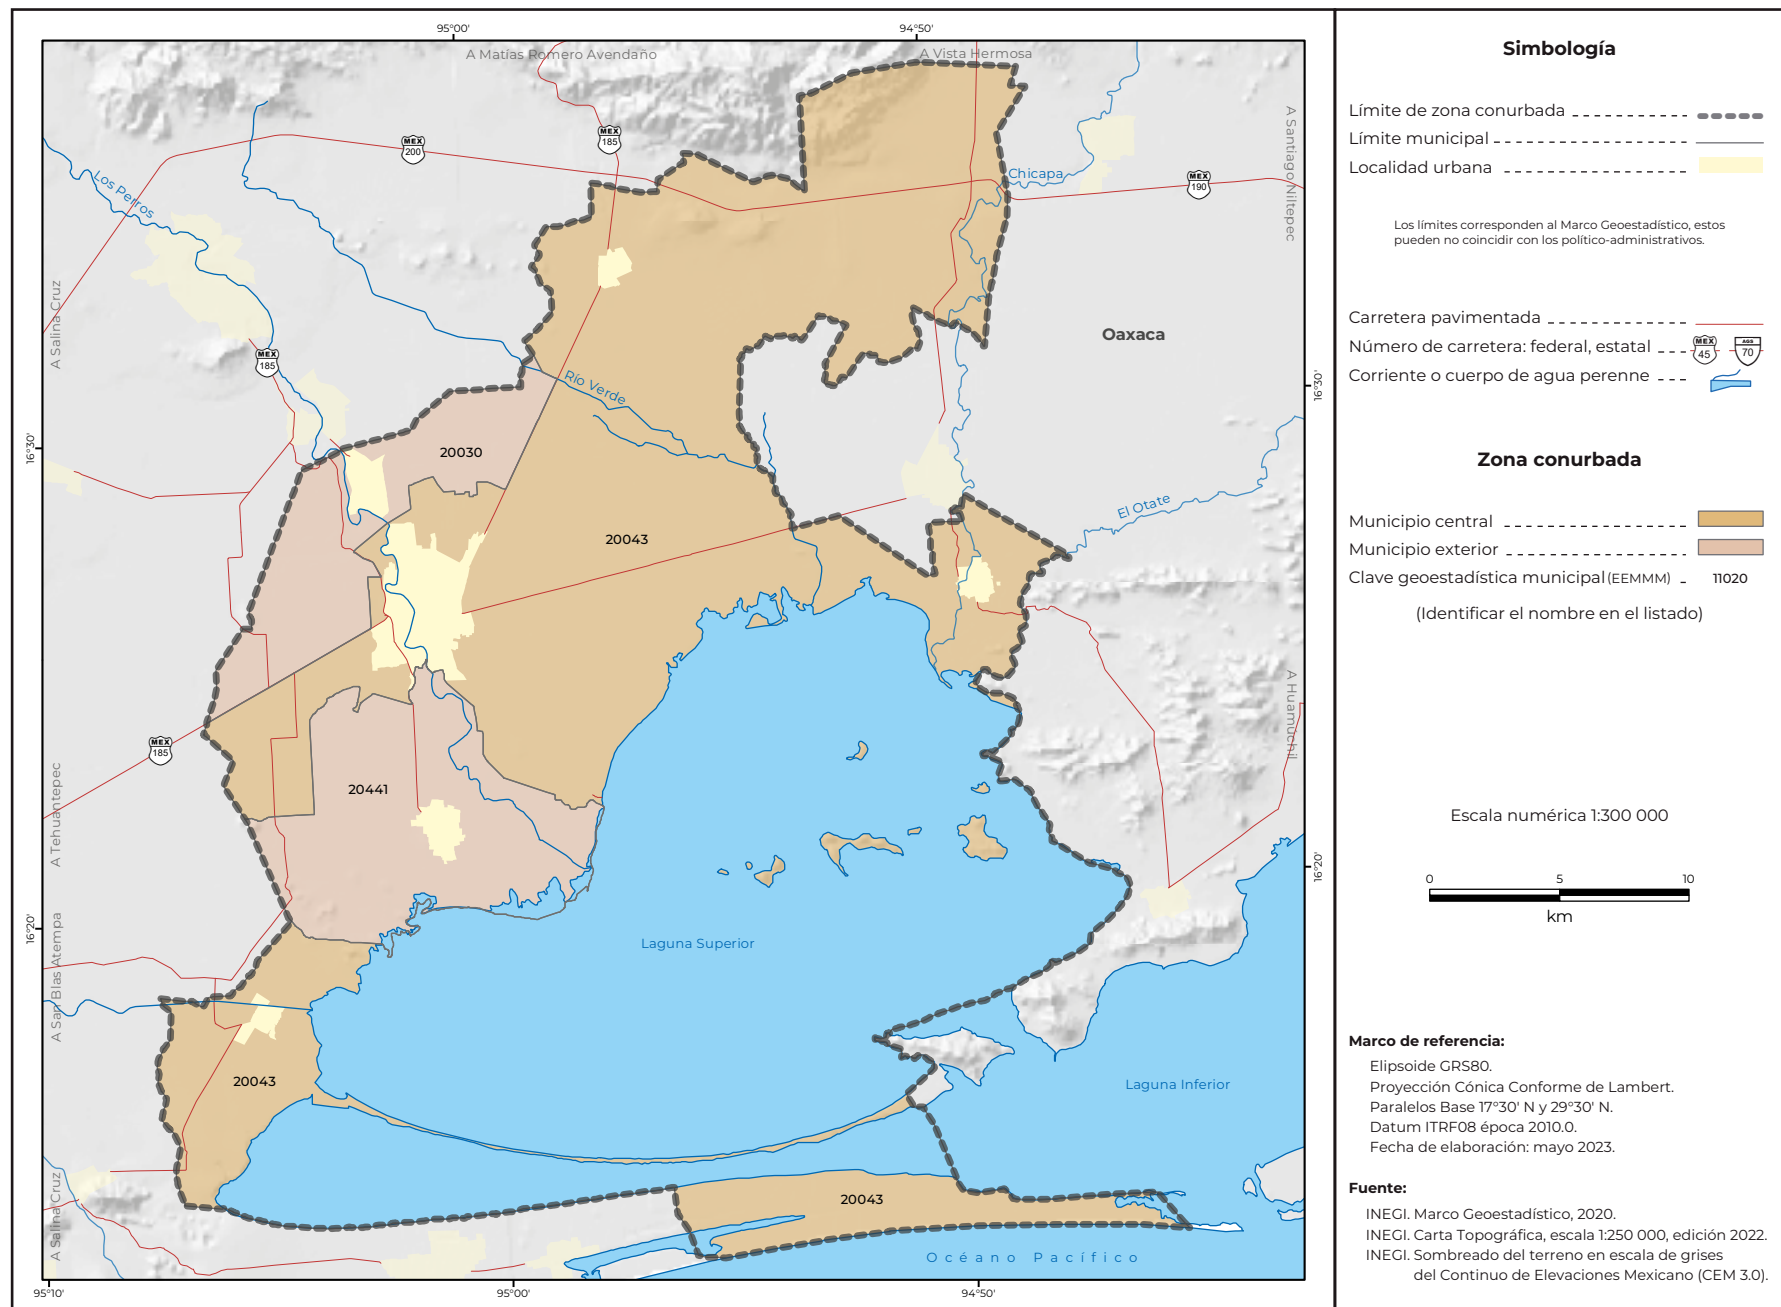 95°00'
94°50'
A Matías Romero Avendaño
A Vista Hermosa
A Santiago Niltepec
MEX
200
MEX
185
Chicapa
MEX
190
Los Perros
A Salina Cruz
MEX
185
Oaxaca
Río Verde
16°30'
16°30'
20030
20043
El Otate
A Huamuchil
MEX
185
A Tehuantepec
20441
16°20'
16°20'
A San Blas Atempa
Laguna Superior
20043
Laguna Inferior
A Salina Cruz
20043
Océano Pacífico
95°10'
95°00'
94°50'
Simbología
Límite de zona conurbada
Límite municipal
Localidad urbana
Los límites corresponden al Marco Geoestadístico, estos
pueden no coincidir con los político-administrativos.
Carretera pavimentada
Número de carretera: federal, estatal
MEX
45
AGS
70
Corriente o cuerpo de agua perenne
Zona conurbada
Municipio central
Municipio exterior
Clave geoestadística municipal (EEMMM) 11020
(Identificar el nombre en el listado)
Escala numérica 1:300 000
0 5 10
km
Marco de referencia:
Elipsoide GRS80.
Proyección Cónica Conforme de Lambert.
Paralelos Base 17°30' N y 29°30' N.
Datum ITRF08 época 2010.0.
Fecha de elaboración: mayo 2023.
Fuente:
INEGI. Marco Geoestadístico, 2020.
INEGI. Carta Topográfica, escala 1:250 000, edición 2022.
INEGI. Sombreado del terreno en escala de grises
del Continuo de Elevaciones Mexicano (CEM 3.0).